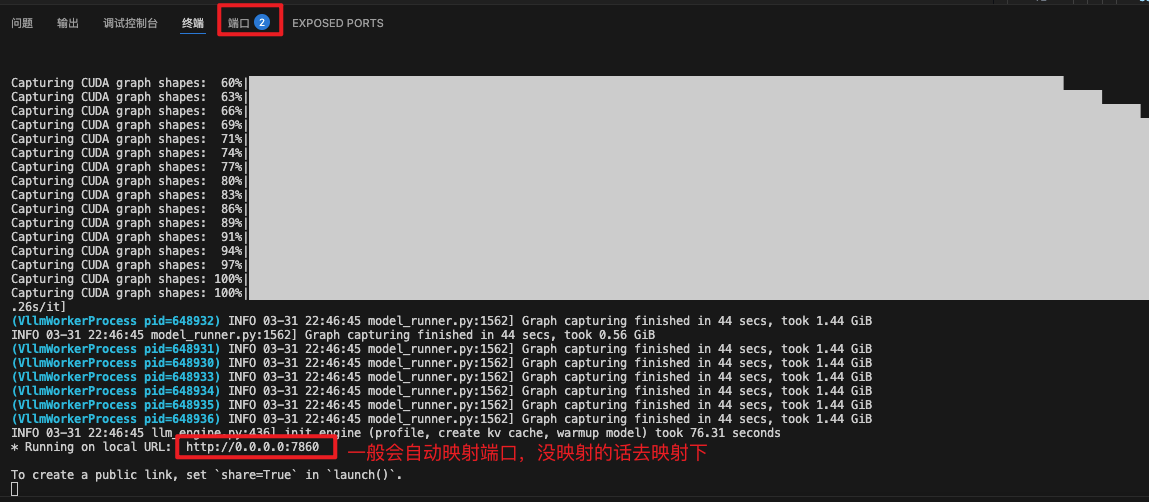 问题 输出 调试控制台 终端 端口 2 EXPOSED PORTS
Capturing CUDA graph shapes:  60%|
Capturing CUDA graph shapes:  63%|
Capturing CUDA graph shapes:  66%|
Capturing CUDA graph shapes:  69%|
Capturing CUDA graph shapes:  71%|
Capturing CUDA graph shapes:  74%|
Capturing CUDA graph shapes:  77%|
Capturing CUDA graph shapes:  80%|
Capturing CUDA graph shapes:  83%|
Capturing CUDA graph shapes:  86%|
Capturing CUDA graph shapes:  89%|
Capturing CUDA graph shapes:  91%|
Capturing CUDA graph shapes:  94%|
Capturing CUDA graph shapes:  97%|
Capturing CUDA graph shapes: 100%|
Capturing CUDA graph shapes: 100%|
.26s/it]
(VllmWorkerProcess pid=648932) INFO 03-31 22:46:45 model_runner.py:1562] Graph capturing finished in 44 secs, took 1.44 GiB
INFO 03-31 22:46:45 model_runner.py:1562] Graph capturing finished in 44 secs, took 0.56 GiB
(VllmWorkerProcess pid=648931) INFO 03-31 22:46:45 model_runner.py:1562] Graph capturing finished in 44 secs, took 1.44 GiB
(VllmWorkerProcess pid=648930) INFO 03-31 22:46:45 model_runner.py:1562] Graph capturing finished in 44 secs, took 1.44 GiB
(VllmWorkerProcess pid=648933) INFO 03-31 22:46:45 model_runner.py:1562] Graph capturing finished in 44 secs, took 1.44 GiB
(VllmWorkerProcess pid=648934) INFO 03-31 22:46:45 model_runner.py:1562] Graph capturing finished in 44 secs, took 1.44 GiB
(VllmWorkerProcess pid=648935) INFO 03-31 22:46:45 model_runner.py:1562] Graph capturing finished in 44 secs, took 1.44 GiB
(VllmWorkerProcess pid=648936) INFO 03-31 22:46:45 model_runner.py:1562] Graph capturing finished in 44 secs, took 1.44 GiB
INFO 03-31 22:46:45 llm_engine.py:436] init engine (profile, create kv cache, warmup model) took 76.31 seconds
* Running on local URL:  http://0.0.0.0:7860 一般会自动映射端口，没映射的话去映射下
To create a public link, set `share=True` in `launch()`.